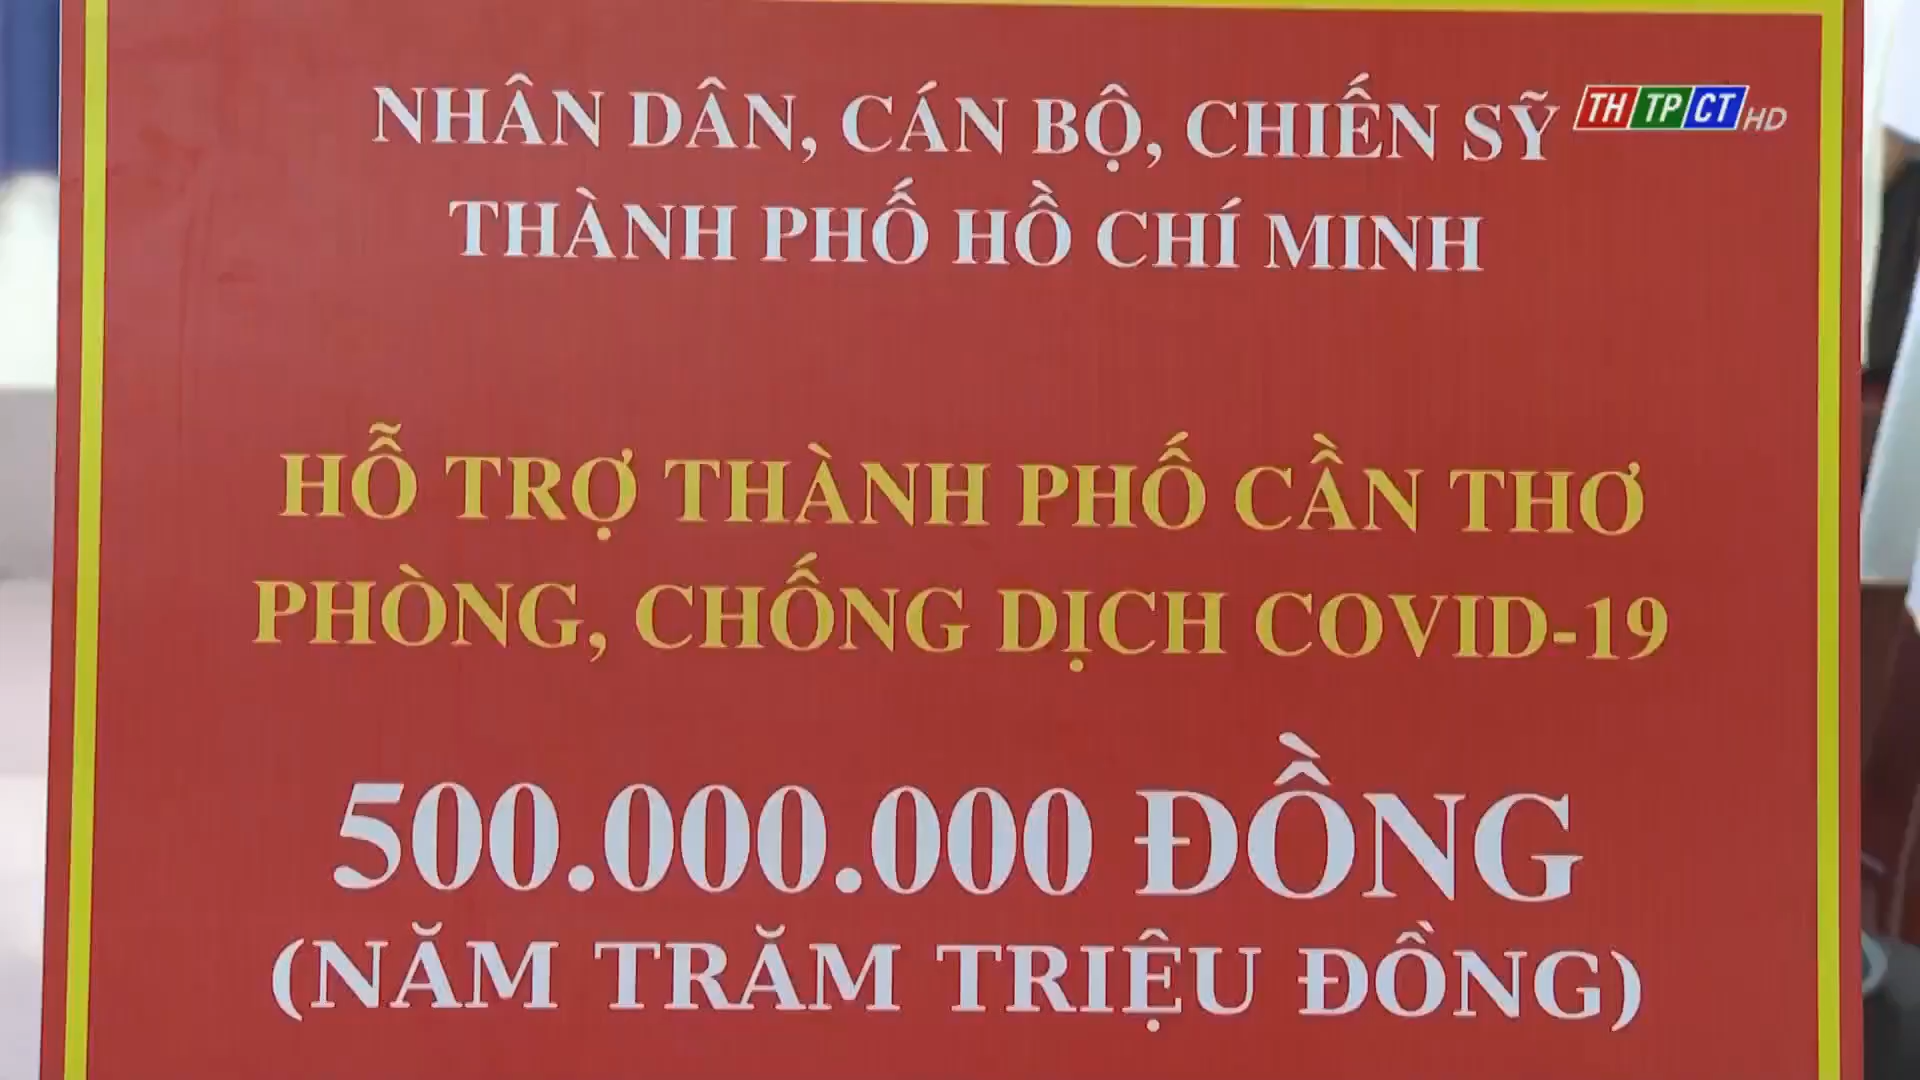 NHÂN DÂN, CÁN BỘ, CHIẾN SỸ
THTPCT HD
THÀNH PHỐ HỒ CHÍ MINH
HỖ TRỢ THÀNH PHỐ CẦN THƠ
PHÒNG, CHỐNG DỊCH COVID-19
500.000.000 ĐỒNG
(NĂM TRĂM TRIỆU ĐỒNG)